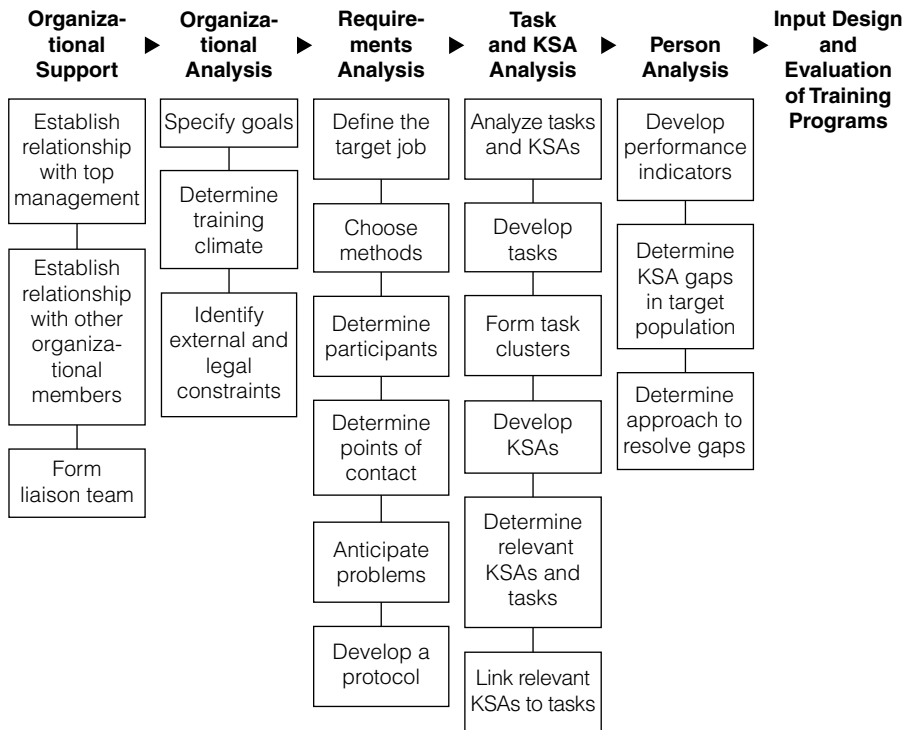 Organiza-
tional
Support
Organiza-
tional
Analysis
Require-
ments
Analysis
Task
and KSA
Analysis
Person
Analysis
Input Design
and
Evaluation
of Training
Programs
Establish
relationship
with top
management
Establish
relationship
with other
organiza-
tional
members
Form
liaison team
Specify goals
Determine
training
climate
Identify
external and
legal
constraints
Define the
target job
Choose
methods
Determine
participants
Determine
points of
contact
Anticipate
problems
Develop a
protocol
Analyze tasks
and KSAs
Develop
tasks
Form task
clusters
Develop
KSAs
Determine
relevant
KSAs and
tasks
Link relevant
KSAs to tasks
Develop
performance
indicators
Determine
KSA gaps
in target
population
Determine
approach to
resolve gaps